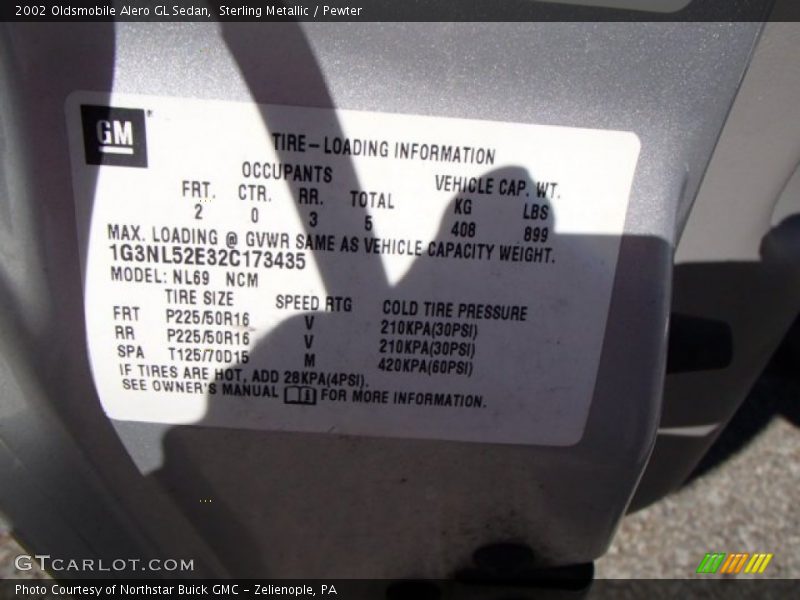 2002 Oldsmobile Alero GL Sedan,  Sterling Metallic / Pewter
GM
TIRE-LOADING INFORMATION
OCCUPANTS VEHICLE CAP. WT.
FRT. CTR. RR. TOTAL KG LBS
2 0 3 5 408 899
MAX. LOADING @ GVWR SAME AS VEHICLE CAPACITY WEIGHT.
1G3NL52E32C173435
MODEL: NL69 NCM
TIRE SIZE SPEED RTG COLD TIRE PRESSURE
FRT P225/50R16 V 210KPA(30PSI)
RR P225/50R16 V 210KPA(30PSI)
SPA T125/70D15 M 420KPA(60PSI)
IF TIRES ARE HOT, ADD 28KPA(4PSI).
SEE OWNER'S MANUAL FOR MORE INFORMATION.
GTCARLOT.COM
Photo Courtesy of Northstar Buick GMC - Zelienople, PA